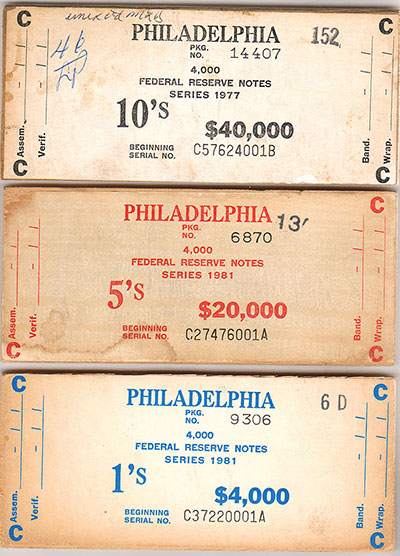 C C
PHILADELPHIA 152
PKG.
NO. 14407
4,000
FEDERAL RESERVE NOTES
SERIES 1977
10's $40,000
BEGINNING
SERIAL NO. C57624001B
Assem. Verif. Band. Wrap.
C C
C C
PHILADELPHIA
PKG.
NO. 6870
4,000
FEDERAL RESERVE NOTES
SERIES 1981
5's $20,000
BEGINNING
SERIAL NO. C27476001A
Assem. Verif. Band. Wrap.
C C
C C
PHILADELPHIA 6 D
PKG.
NO. 9306
4,000
FEDERAL RESERVE NOTES
SERIES 1981
1's $4,000
BEGINNING
SERIAL NO. C37220001A
Assem. Verif. Band. Wrap.
C C